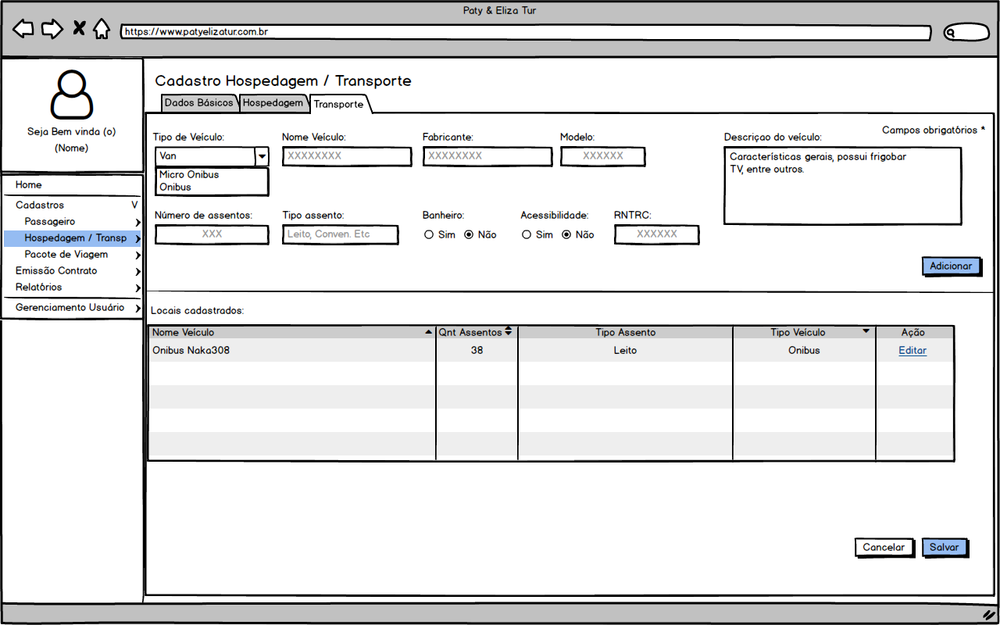 Paty & Eliza Tur
https://www.patyelizatur.com.br
Seja Bem vinda (o)
(Nome)
Home
Cadastros V
Passageiro
Hospedagem / Transp
Pacote de Viagem
Emissão Contrato
Relatórios
Gerenciamento Usuário
Cadastro Hospedagem / Transporte
Dados Básicos Hospedagem Transporte
Campos obrigatórios *
Tipo de Veículo: Nome Veículo: Fabricante: Modelo: Descriçao do veículo:
Van XXXXXXXX XXXXXXXX XXXXXX
Micro Onibus
Onibus
Características gerais, possui frigobar
TV, entre outros.
Número de assentos: Tipo assento: Banheiro: Acessibilidade: RNTRC:
XXX Leito, Conven. Etc Sim Não Sim Não XXXXXX
Adicionar
Locais cadastrados:
Nome Veículo Qnt Assentos Tipo Assento Tipo Veículo Ação
Onibus Naka308 38 Leito Onibus Editar
Cancelar Salvar